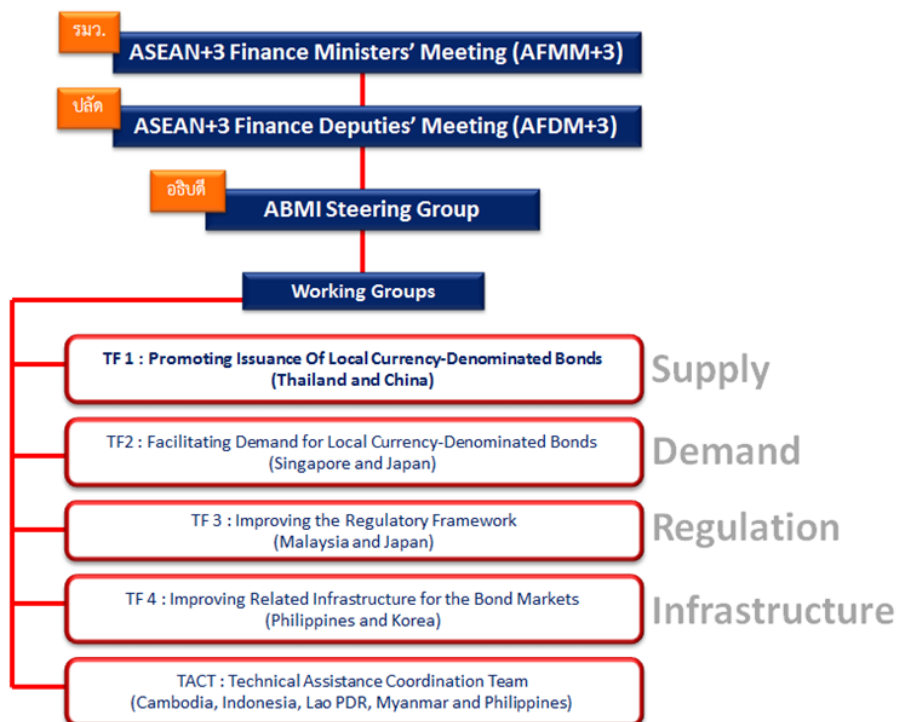 รมว.
ASEAN+3 Finance Ministers' Meeting (AFMM+3)
ปลัด
ASEAN+3 Finance Deputies' Meeting (AFDM+3)
อธิบดี
ABMI Steering Group
Working Groups
TF 1 : Promoting Issuance Of Local Currency-Denominated Bonds
(Thailand and China)
Supply
TF2 : Facilitating Demand for Local Currency-Denominated Bonds
(Singapore and Japan)
Demand
TF 3 : Improving the Regulatory Framework
(Malaysia and Japan)
Regulation
TF 4 : Improving Related Infrastructure for the Bond Markets
(Philippines and Korea)
Infrastructure
TACT : Technical Assistance Coordination Team
(Cambodia, Indonesia, Lao PDR, Myanmar and Philippines)